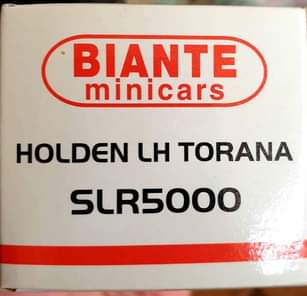 BIANTE
minicars
HOLDEN LH TORANA
SLR5000